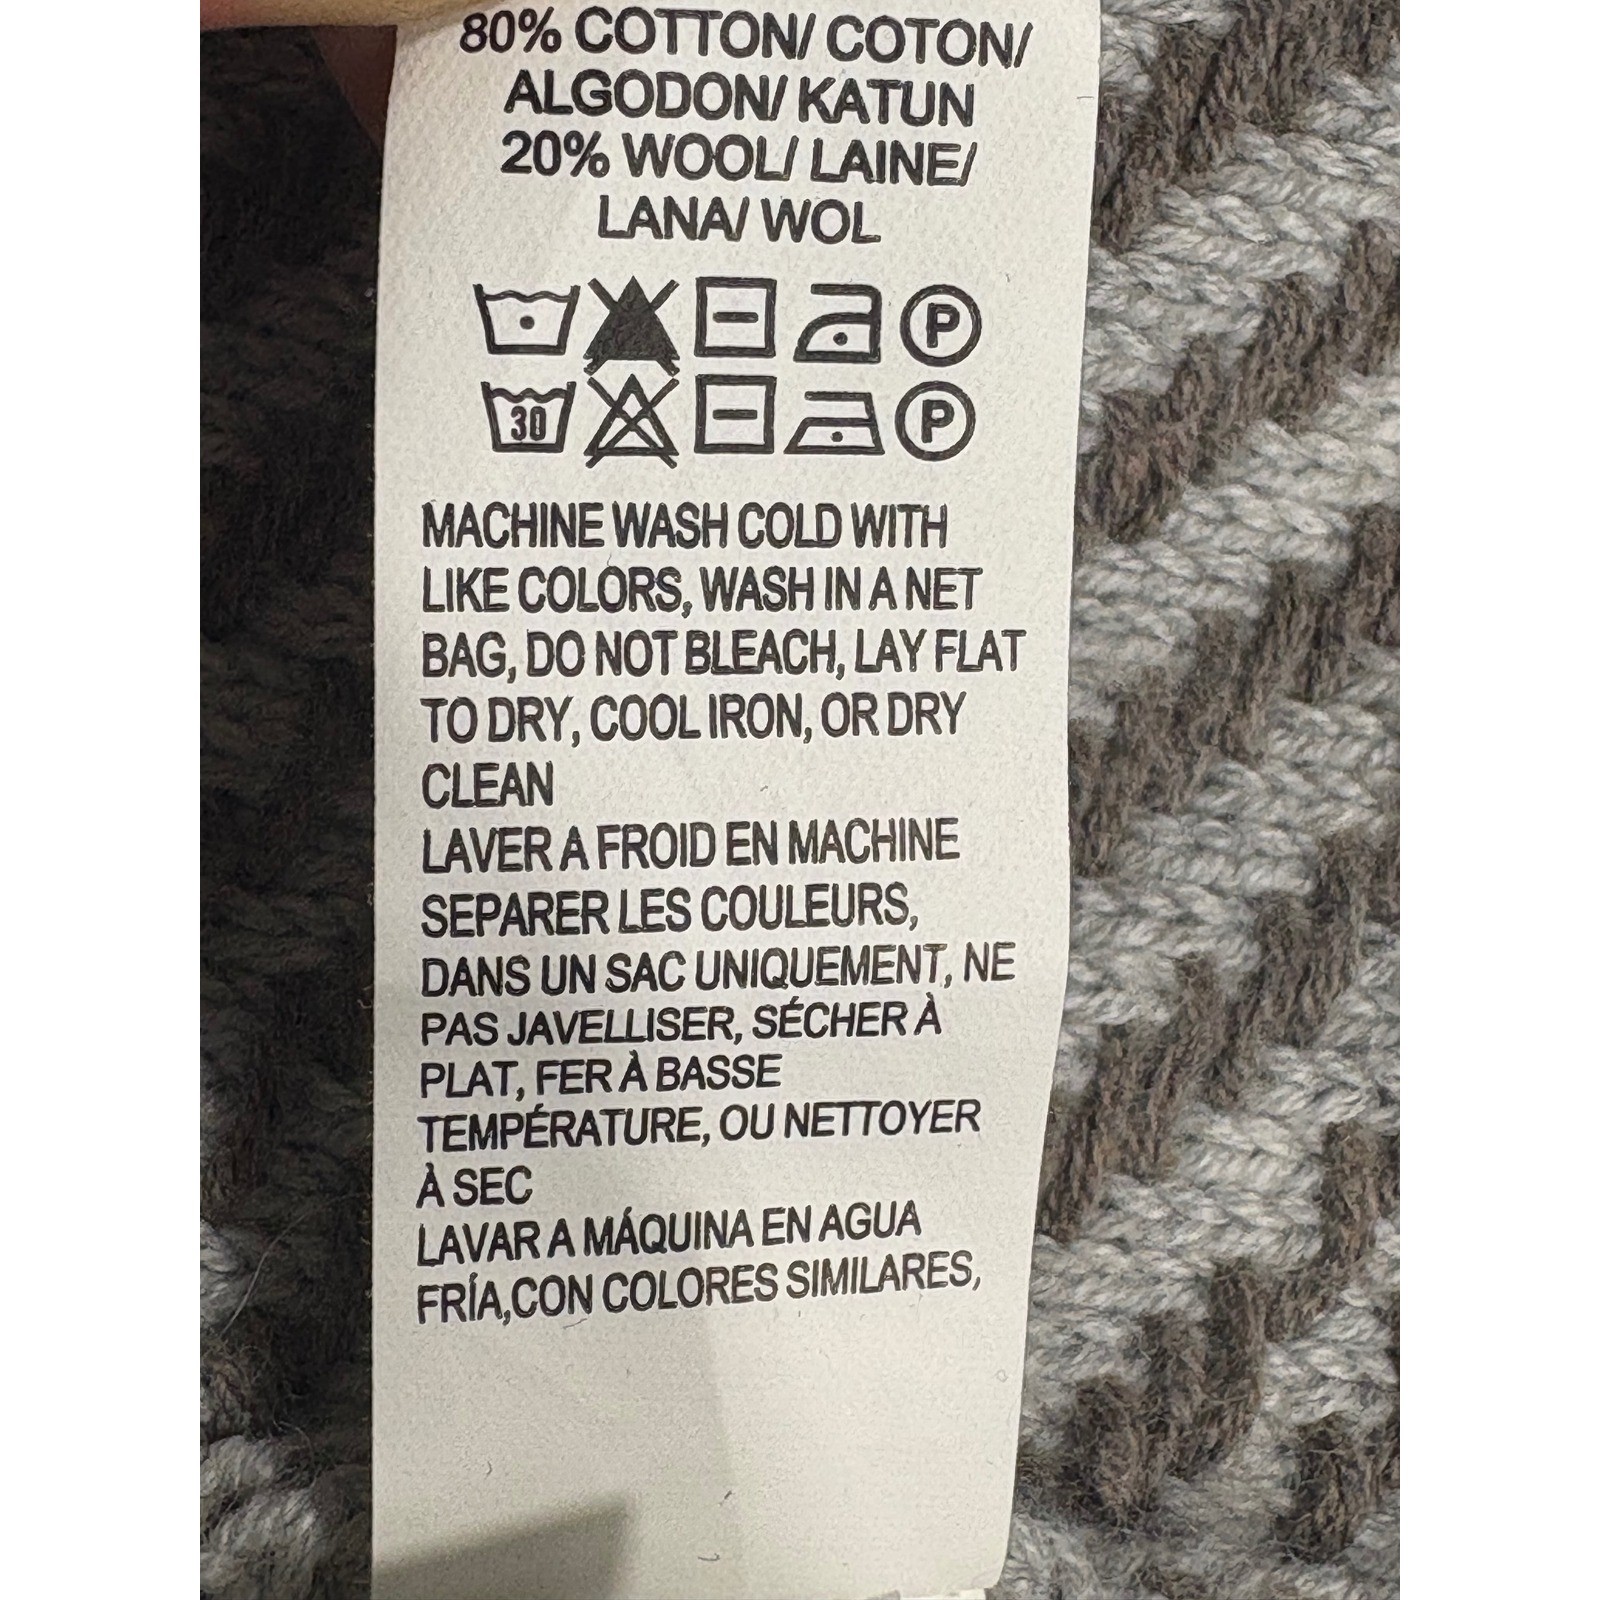 80% COTTON/ COTON/
ALGODON/ KATUN
20% WOOL/ LAINE/
LANA/ WOL
P
30 P
MACHINE WASH COLD WITH
LIKE COLORS, WASH IN A NET
BAG, DO NOT BLEACH, LAY FLAT
TO DRY, COOL IRON, OR DRY
CLEAN
LAVER A FROID EN MACHINE
SEPARER LES COULEURS,
DANS UN SAC UNIQUEMENT, NE
PAS JAVELLISER, SÉCHER À
PLAT, FER À BASSE
TEMPÉRATURE, OU NETTOYER
À SEC
LAVAR A MÁQUINA EN AGUA
FRÍA,CON COLORES SIMILARES,